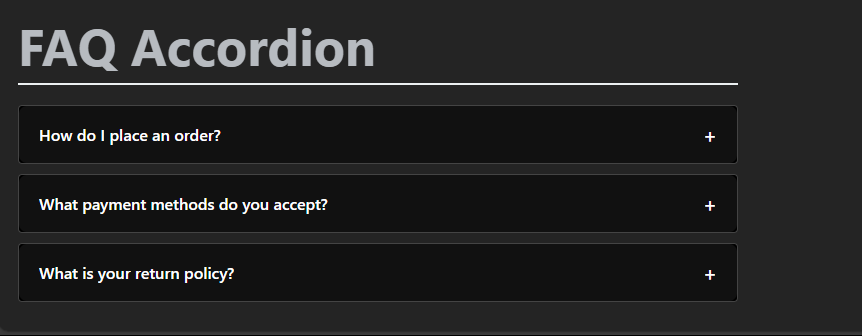 FAQ Accordion
How do I place an order? +
What payment methods do you accept? +
What is your return policy? +